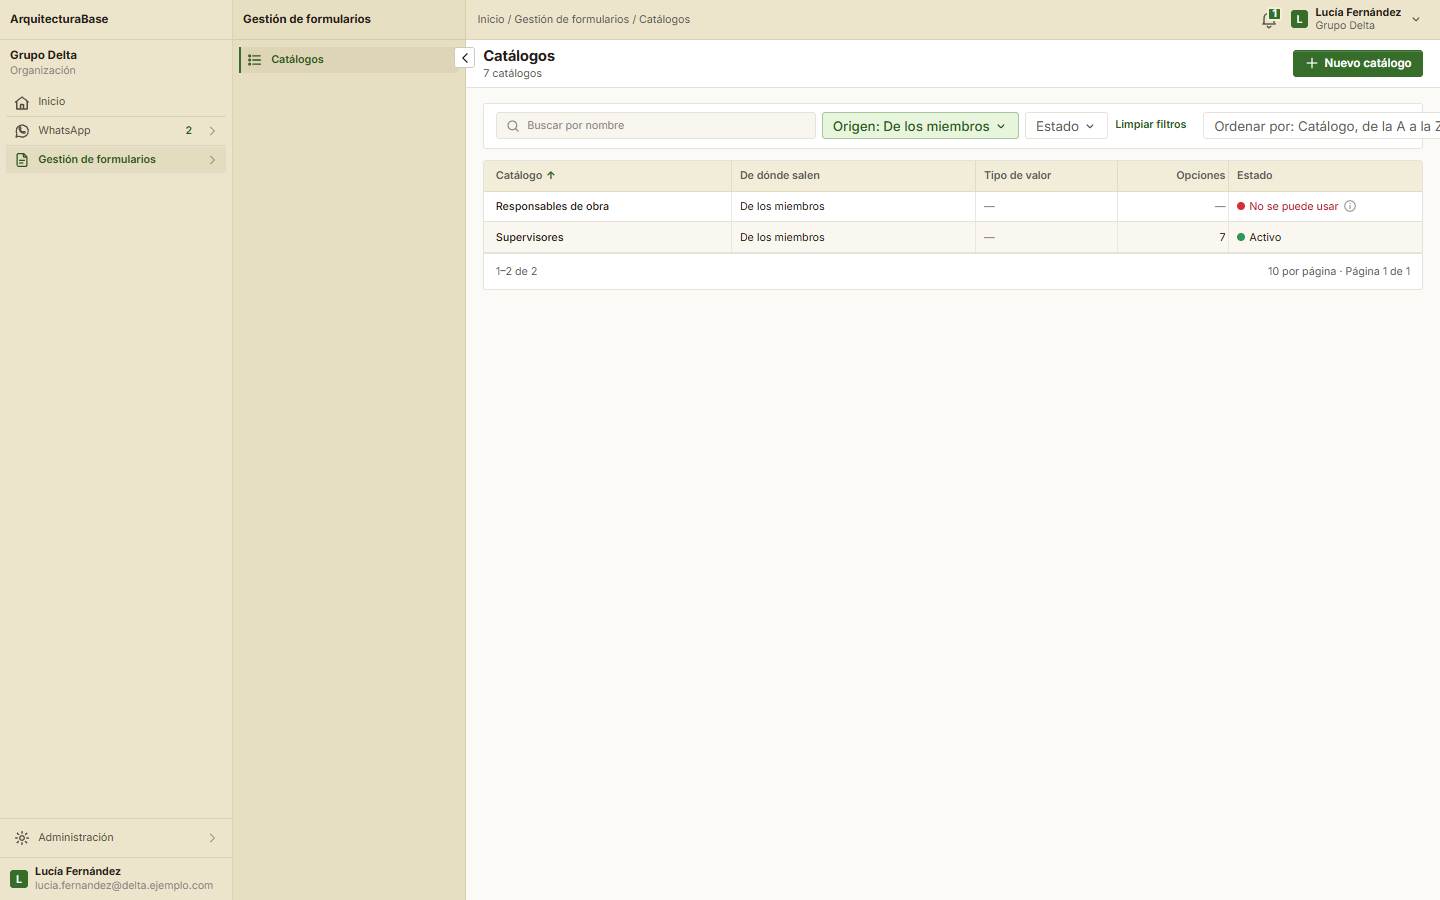 ArquitecturaBase
Grupo Delta
Organización
Inicio
WhatsApp 2
Gestión de formularios
Administración
L Lucía Fernández
lucia.fernandez@delta.ejemplo.com
Gestión de formularios
Catálogos
Inicio / Gestión de formularios / Catálogos
1
L Lucía Fernández
Grupo Delta
Catálogos
7 catálogos
Nuevo catálogo
Buscar por nombre Origen: De los miembros Estado Limpiar filtros Ordenar por: Catálogo, de la A a la Z
Catálogo De dónde salen Tipo de valor Opciones Estado
Responsables de obra De los miembros — — No se puede usar
Supervisores De los miembros — 7 Activo
1–2 de 2 10 por página · Página 1 de 1